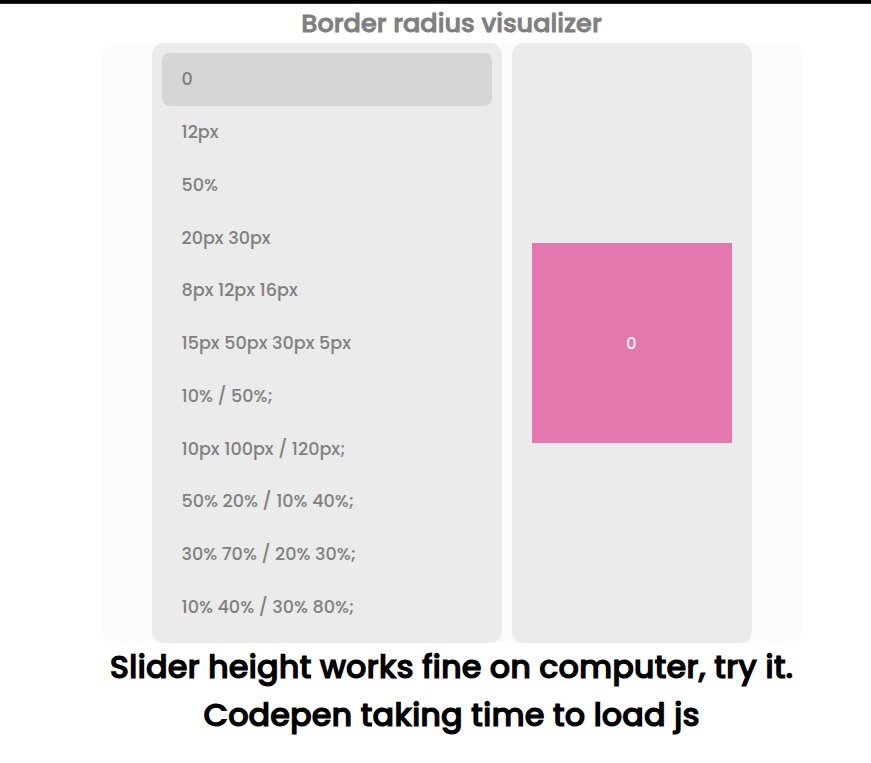 Border radius visualizer
0
12px
50%
20px 30px
8px 12px 16px
15px 50px 30px 5px
10% / 50%;
10px 100px / 120px;
50% 20% / 10% 40%;
30% 70% / 20% 30%;
10% 40% / 30% 80%;
0
Slider height works fine on computer, try it.
Codepen taking time to load js